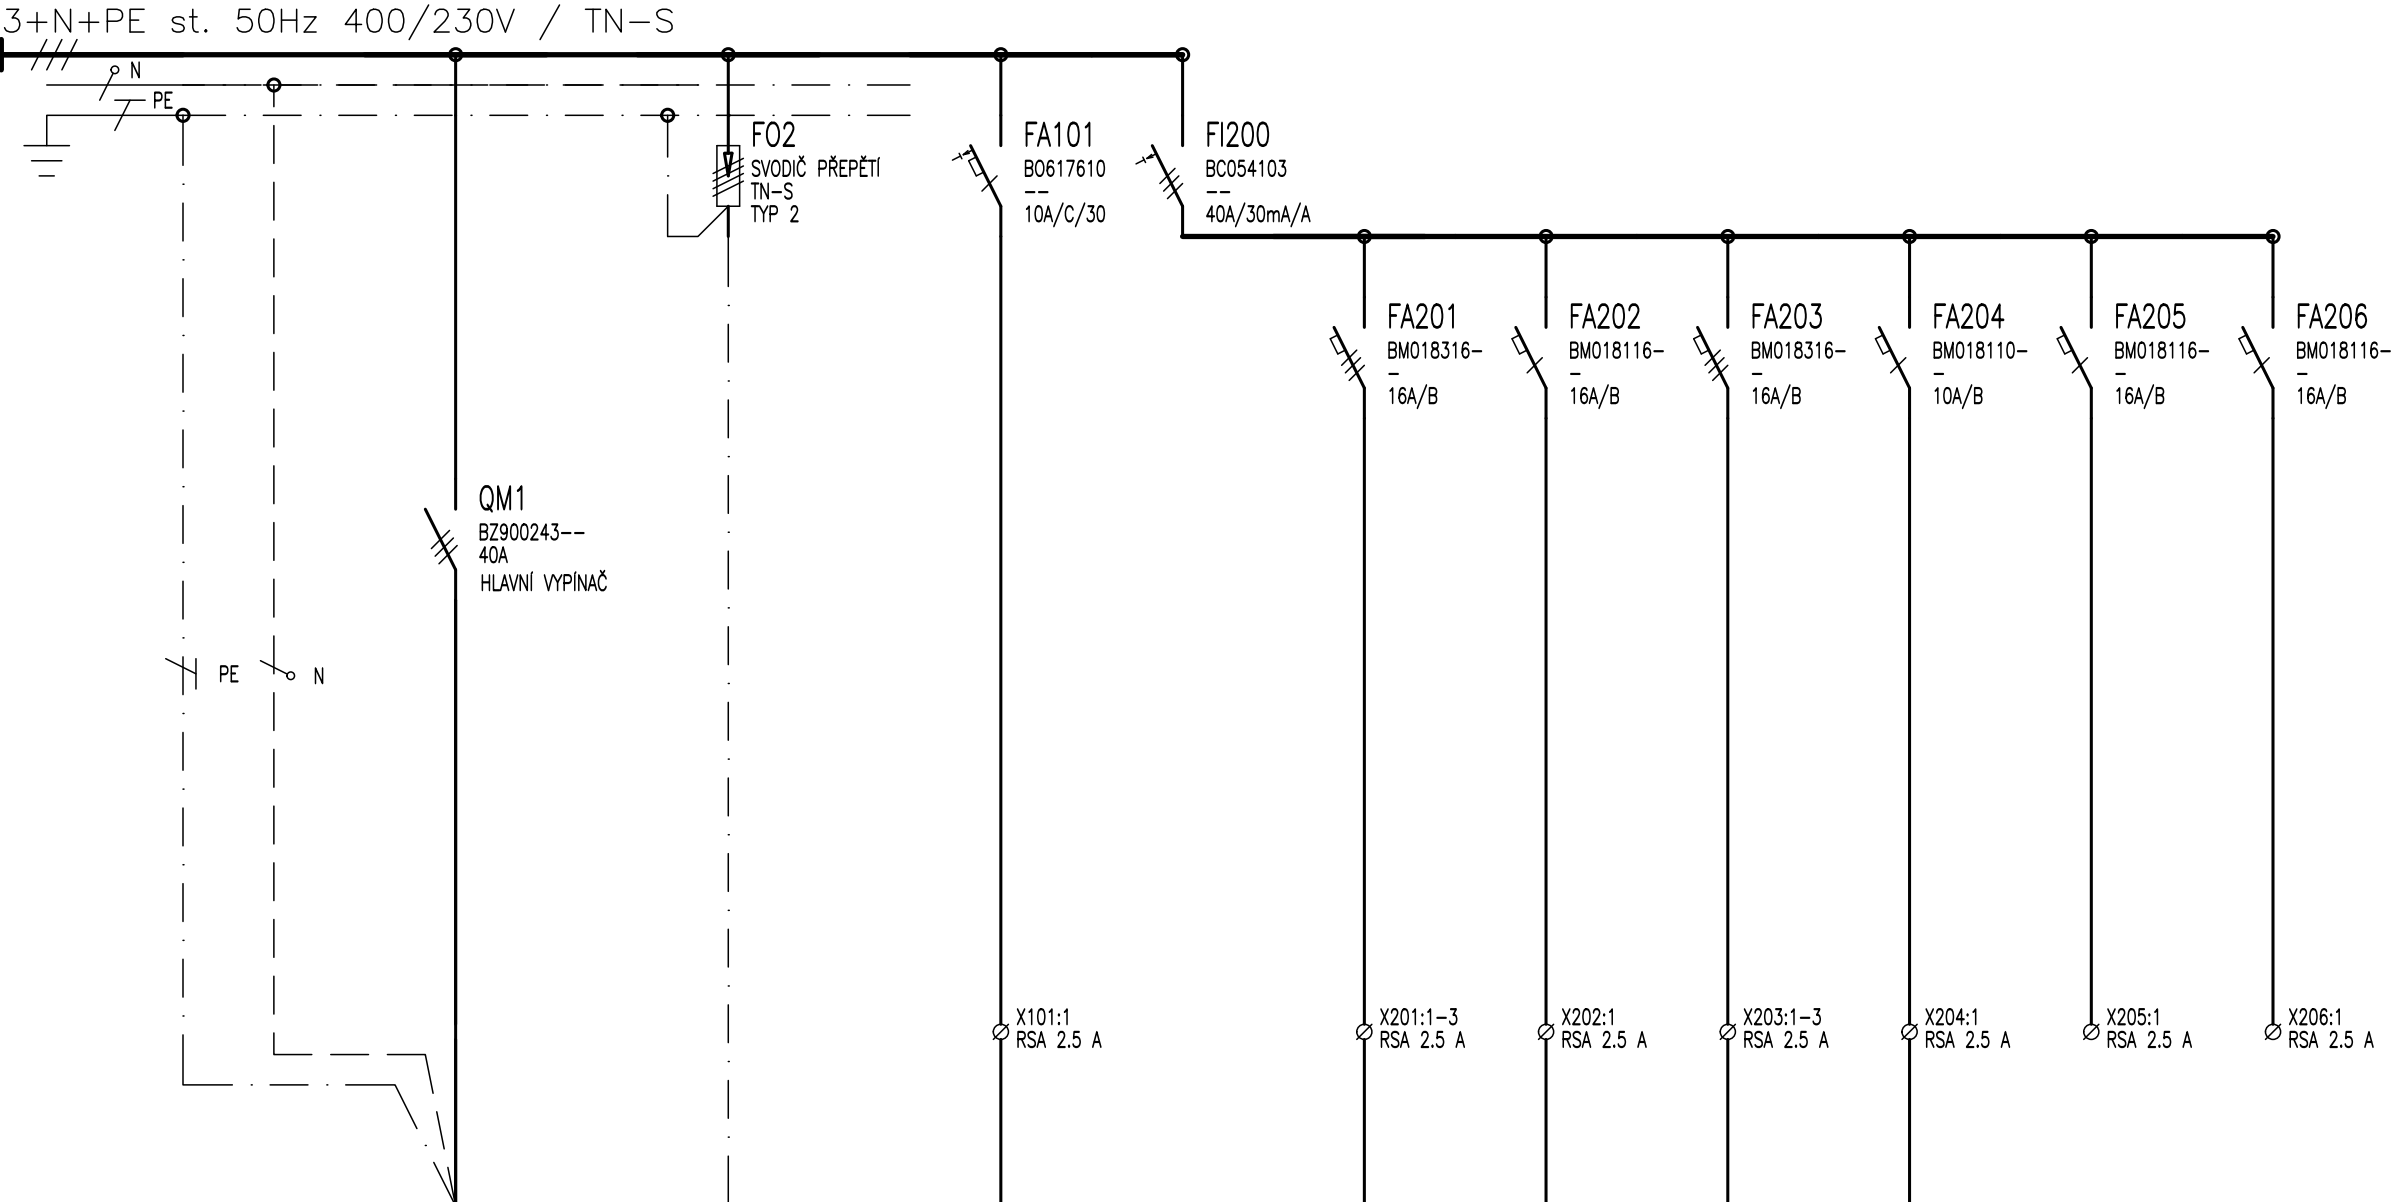 3+N+PE st. 50Hz 400/230V / TN-S
N
PE
FO2
SVODIČ PŘEPĚTÍ
TN-S
TYP 2
FA101
BO617610
--
10A/C/30
FI200
BC054103
--
40A/30mA/A
FA201
BM018316-
-
16A/B
FA202
BM018116-
-
16A/B
FA203
BM018316-
-
16A/B
FA204
BM018110-
-
10A/B
FA205
BM018116-
-
16A/B
FA206
BM018116-
-
16A/B
QM1
BZ900243--
40A
HLAVNÍ VYPÍNAČ
PE
N
X101:1
RSA 2.5 A
X201:1-3
RSA 2.5 A
X202:1
RSA 2.5 A
X203:1-3
RSA 2.5 A
X204:1
RSA 2.5 A
X205:1
RSA 2.5 A
X206:1
RSA 2.5 A